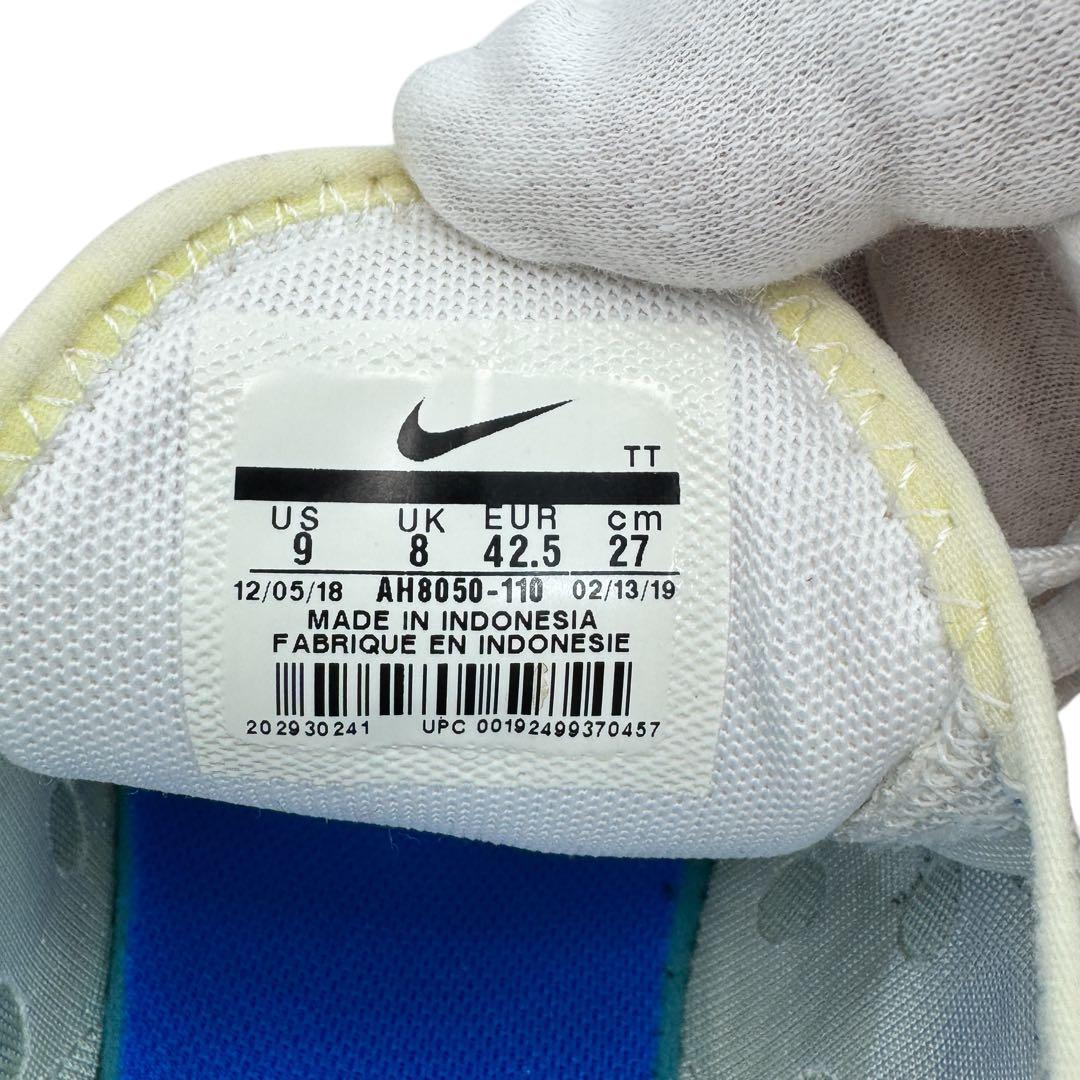 TT
US UK EUR cm
9 8 42.5 27
12/05/18 AH8050-110 02/13/19
MADE IN INDONESIA
FABRIQUE EN INDONESIE
202930241 UPC 00192499370457